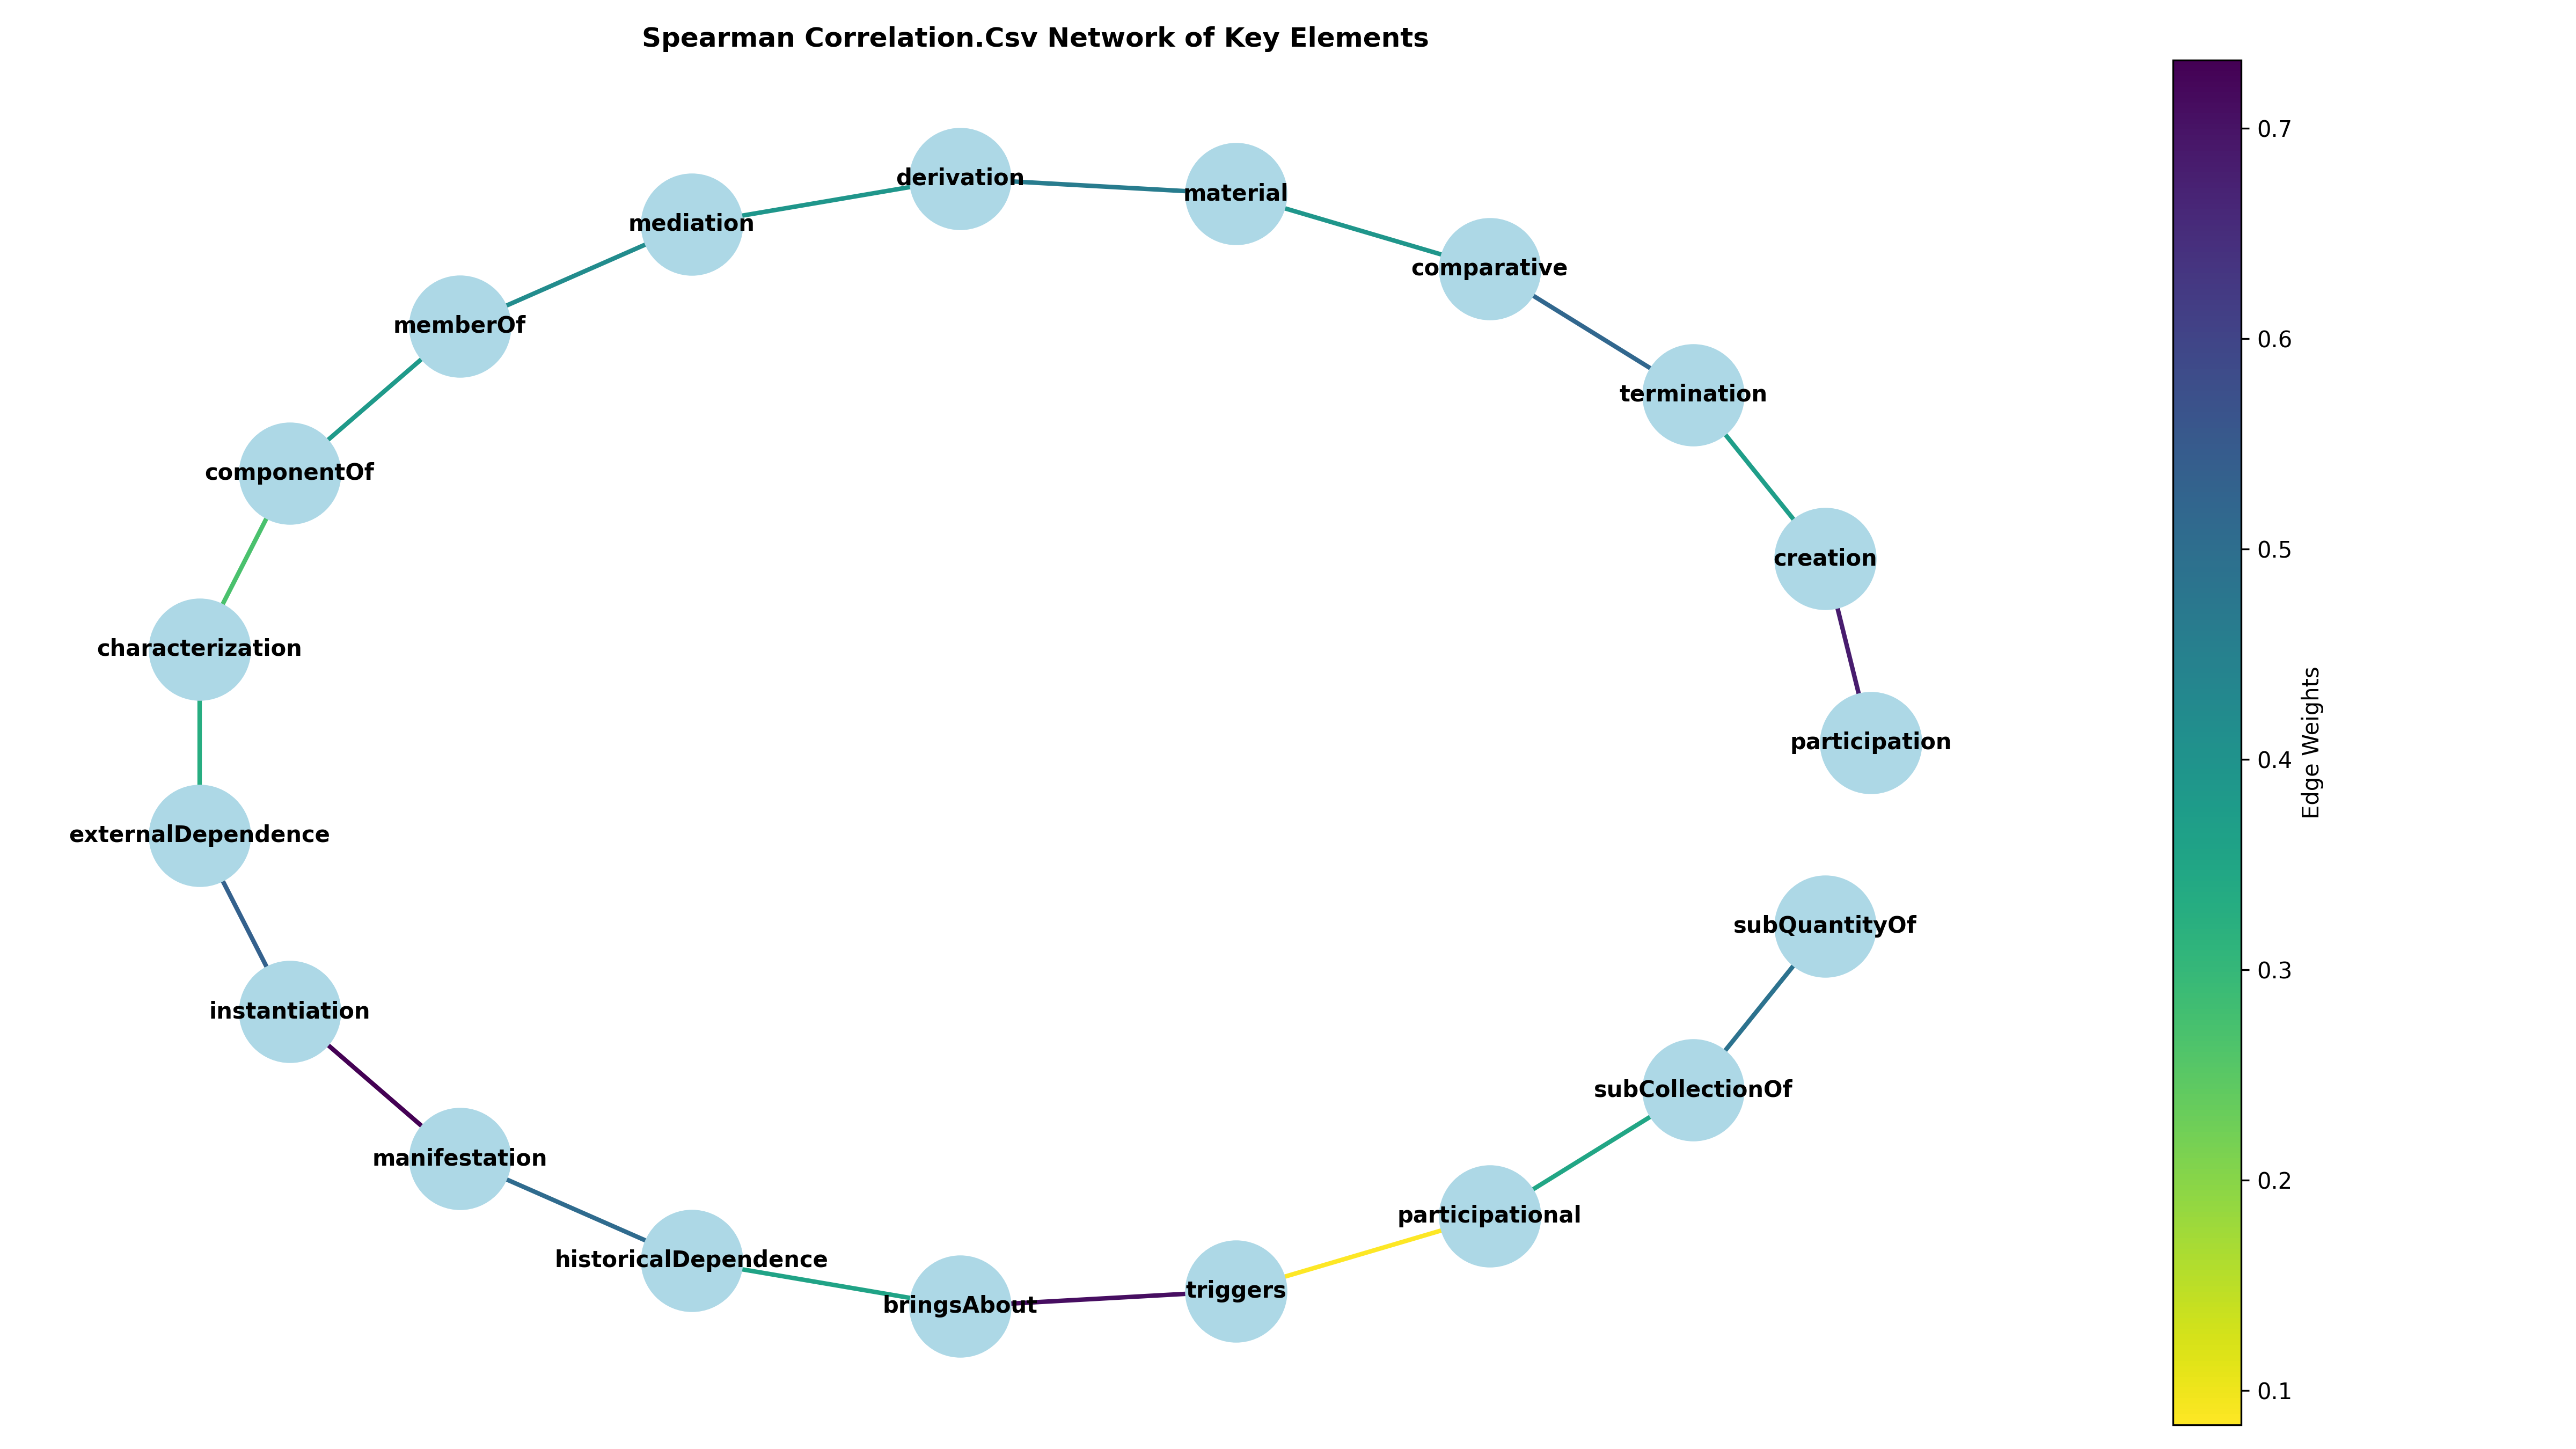 Spearman Correlation.Csv Network of Key Elements
derivation
material
mediation
comparative
memberOf
termination
componentOf
creation
characterization
participation
externalDependence
subQuantityOf
instantiation
subCollectionOf
manifestation
participational
historicalDependence
triggers
bringsAbout
0.7
0.6
0.5
0.4
0.3
0.2
0.1
Edge Weights